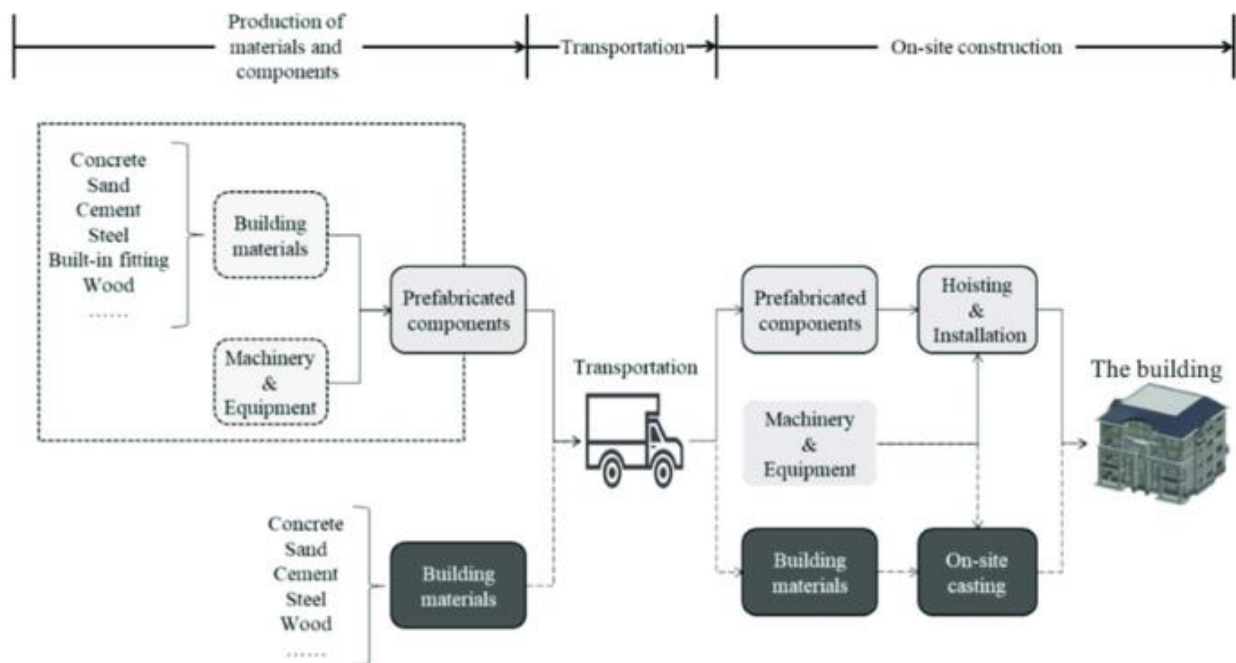 Production of
materials and
components
Transportation
On-site construction
Concrete
Sand
Cement
Steel
Built-in fitting
Wood
......
Building
materials
Machinery
&
Equipment
Prefabricated
components
Concrete
Sand
Cement
Steel
Wood
......
Building
materials
Transportation
Prefabricated
components
Hoisting
&
Installation
Machinery
&
Equipment
Building
materials
On-site
casting
The building